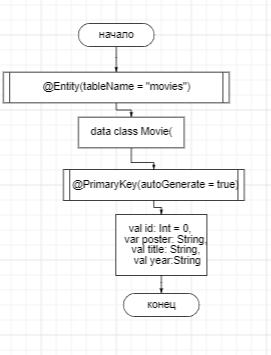 начало
@Entity(tableName = "movies")
data class Movie(
@PrimaryKey(autoGenerate = true)
val id: Int = 0,
var poster: String,
val title: String,
val year:String
конец